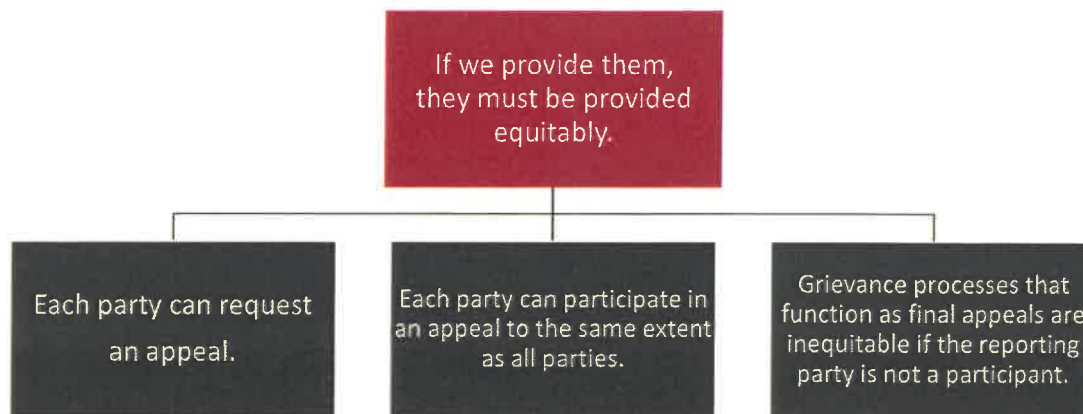 If we provide them,
they must be provided
equitably.
Each party can request
an appeal.
Each party can participate in
an appeal to the same extent
as all parties.
Grievance processes that
function as final appeals are
inequitable if the reporting
party is not a participant.